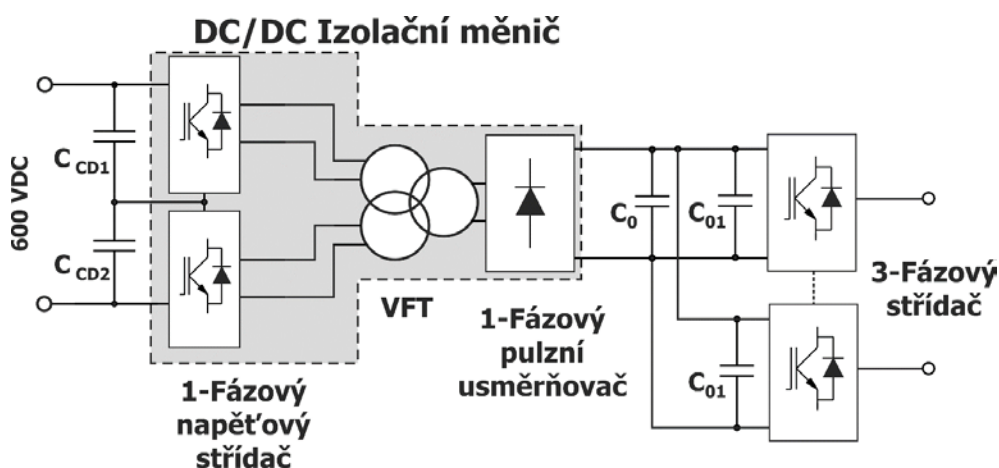 DC/DC Izolační měnič
600 VDC
C CD1
C CD2
VFT
C0
C01
C01
3-Fázový
střídač
1-Fázový
pulzní
usměrňovač
1-Fázový
napěťový
střídač